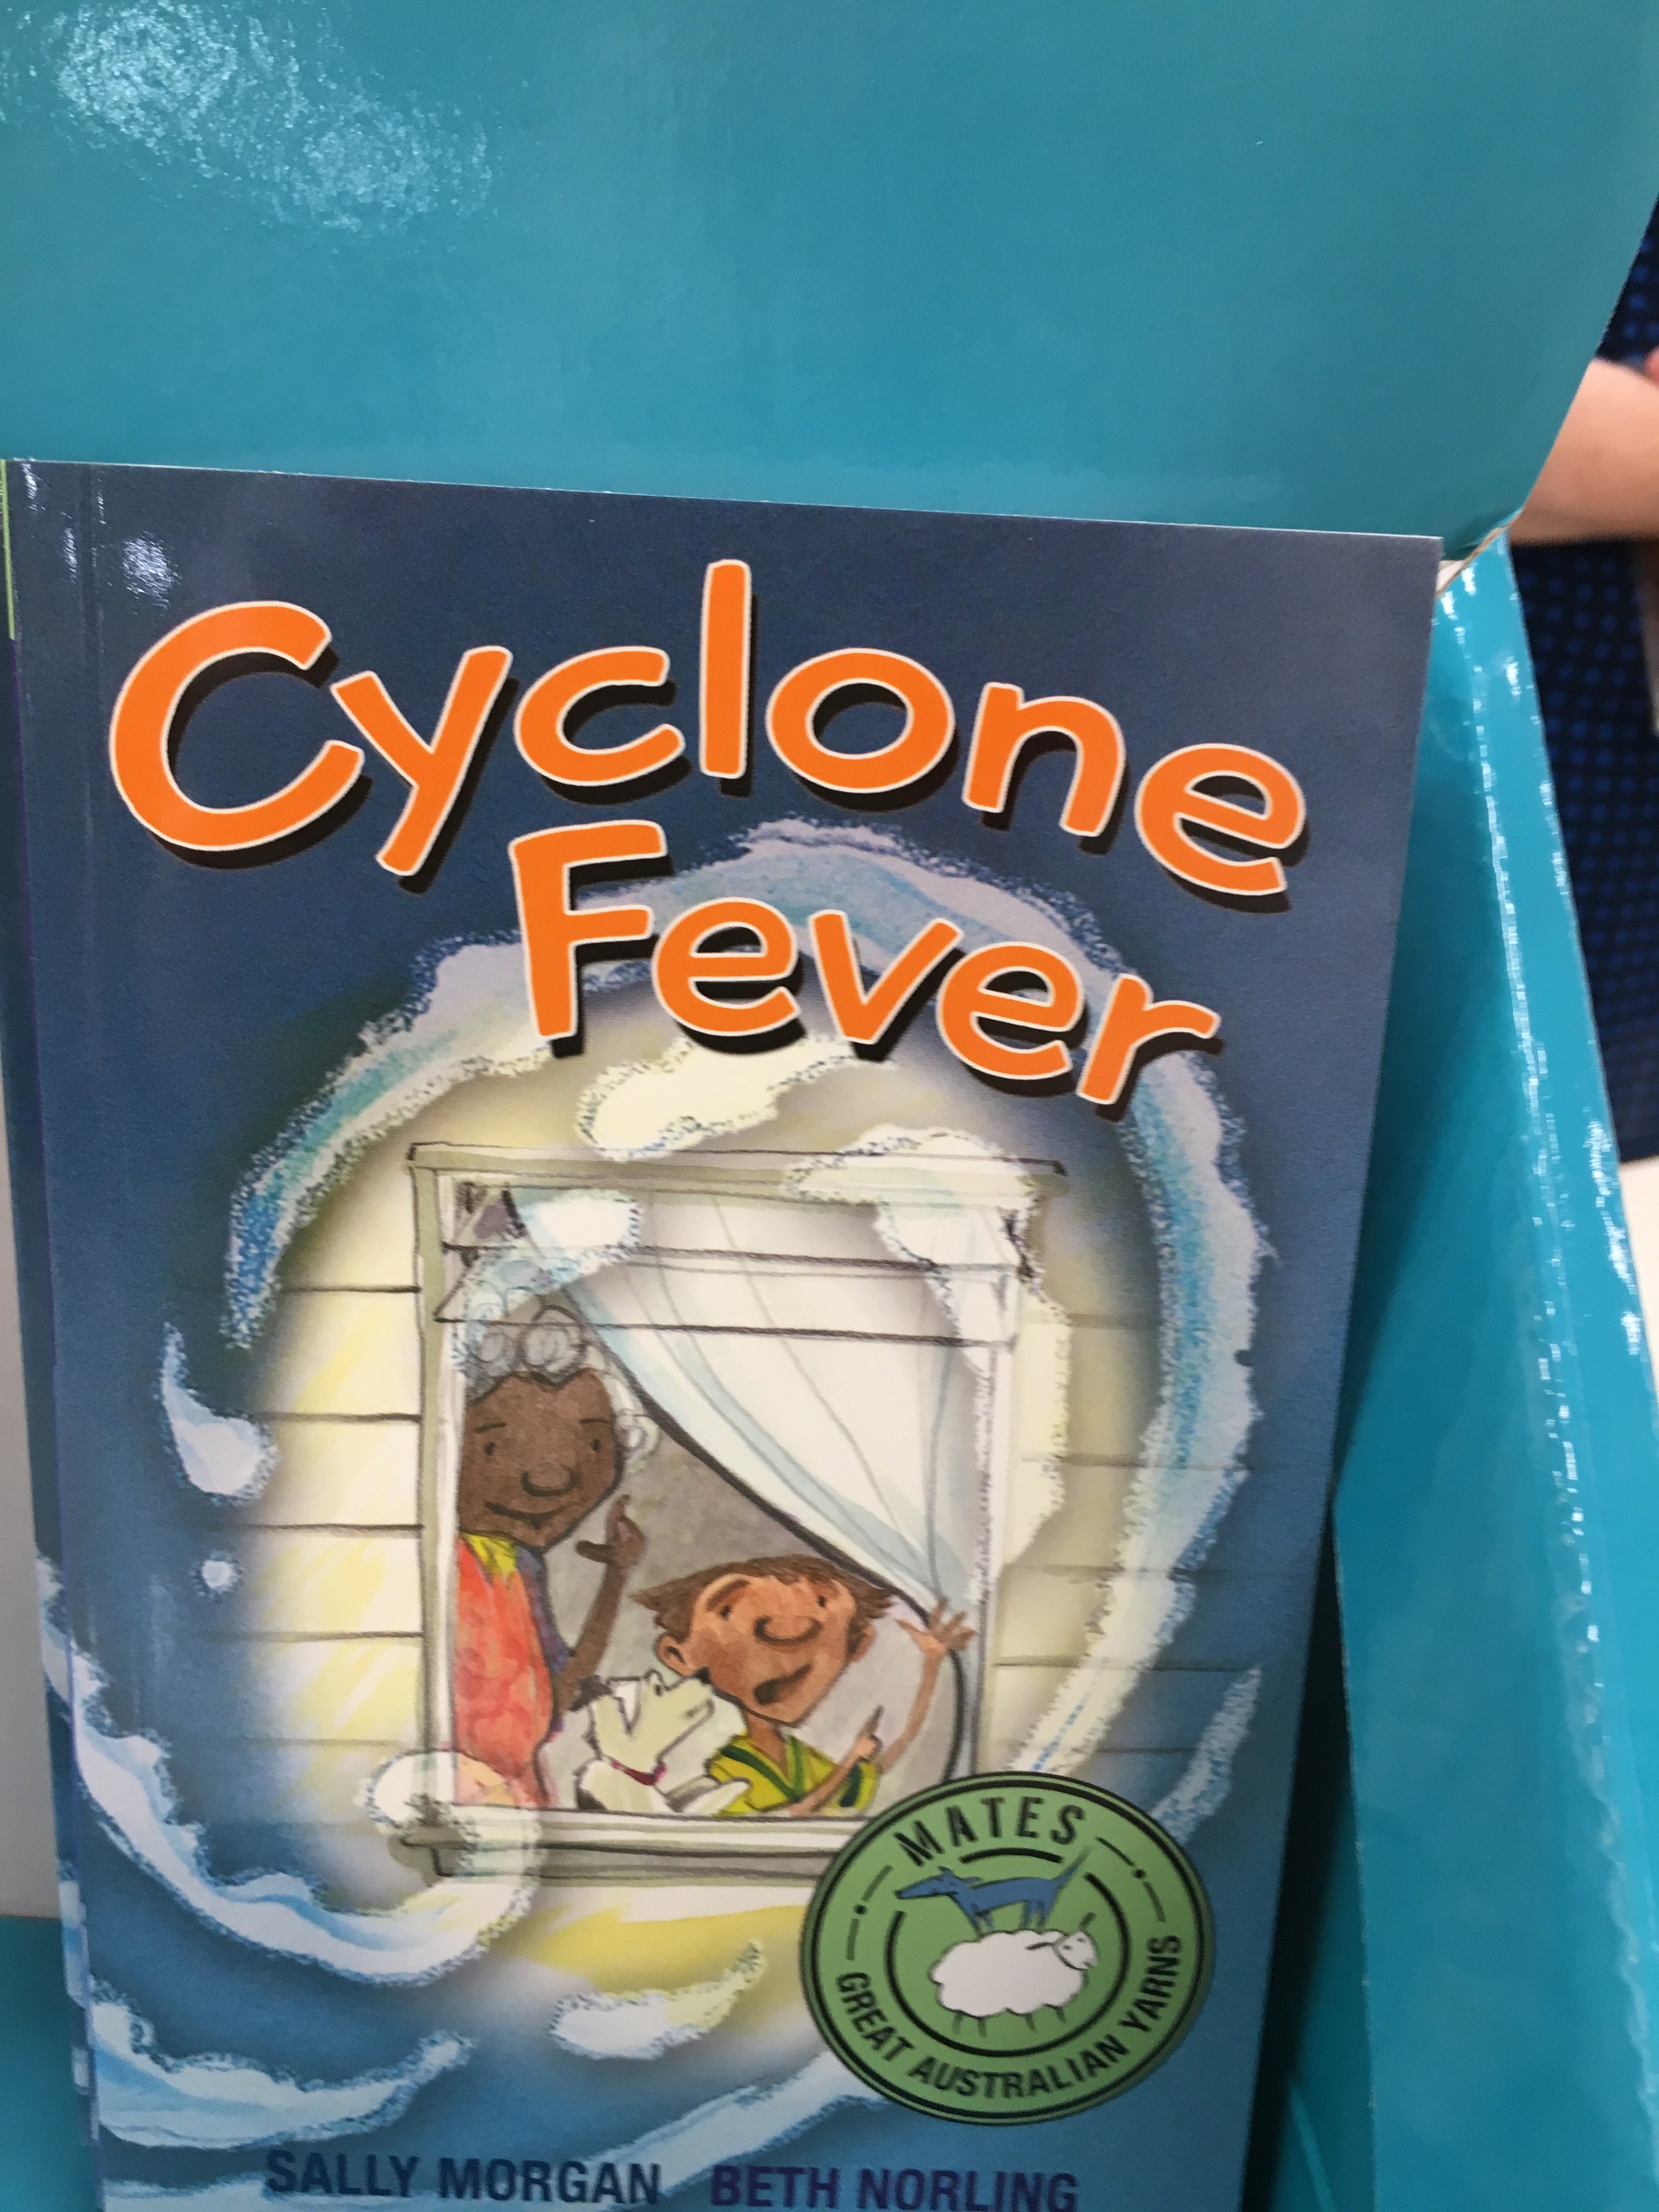 Cyclone
Fever
MATES
GREAT AUSTRALIAN YARNS
SALLY MORGAN BETH NORLING